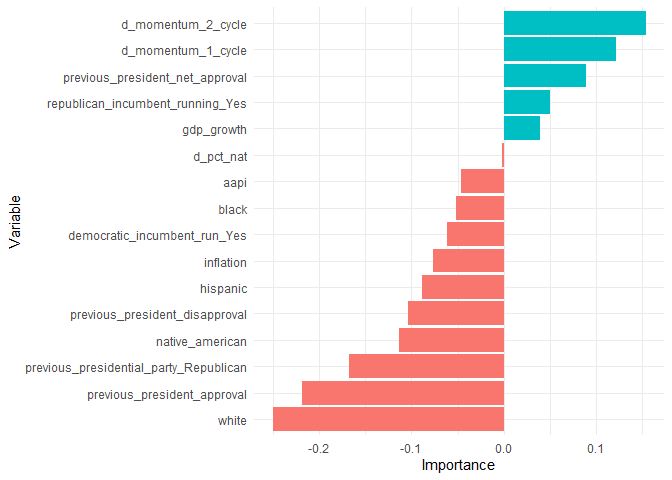 d_momentum_2_cycle
d_momentum_1_cycle
previous_president_net_approval
republican_incumbent_running_Yes
gdp_growth
d_pct_nat
aapi
black
democratic_incumbent_run_Yes
inflation
hispanic
previous_president_disapproval
native_american
previous_presidential_party_Republican
previous_president_approval
white
Variable
-0.2 -0.1 0.0 0.1
Importance